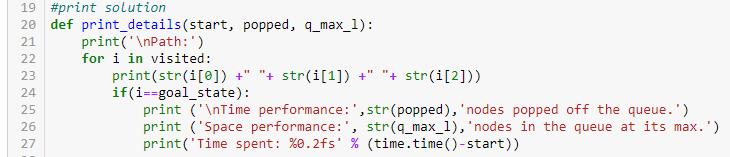 19 #print solution
20 def print_details(start, popped, q_max_l):
21     print('\nPath:')
22     for i in visited:
23         print(str(i[0]) +" "+ str(i[1]) +" "+ str(i[2]))
24         if(i==goal_state):
25             print ('\nTime performance:',str(popped),'nodes popped off the queue.')
26             print ('Space performance:', str(q_max_l),'nodes in the queue at its max.')
27             print('Time spent: %0.2fs' % (time.time()-start))